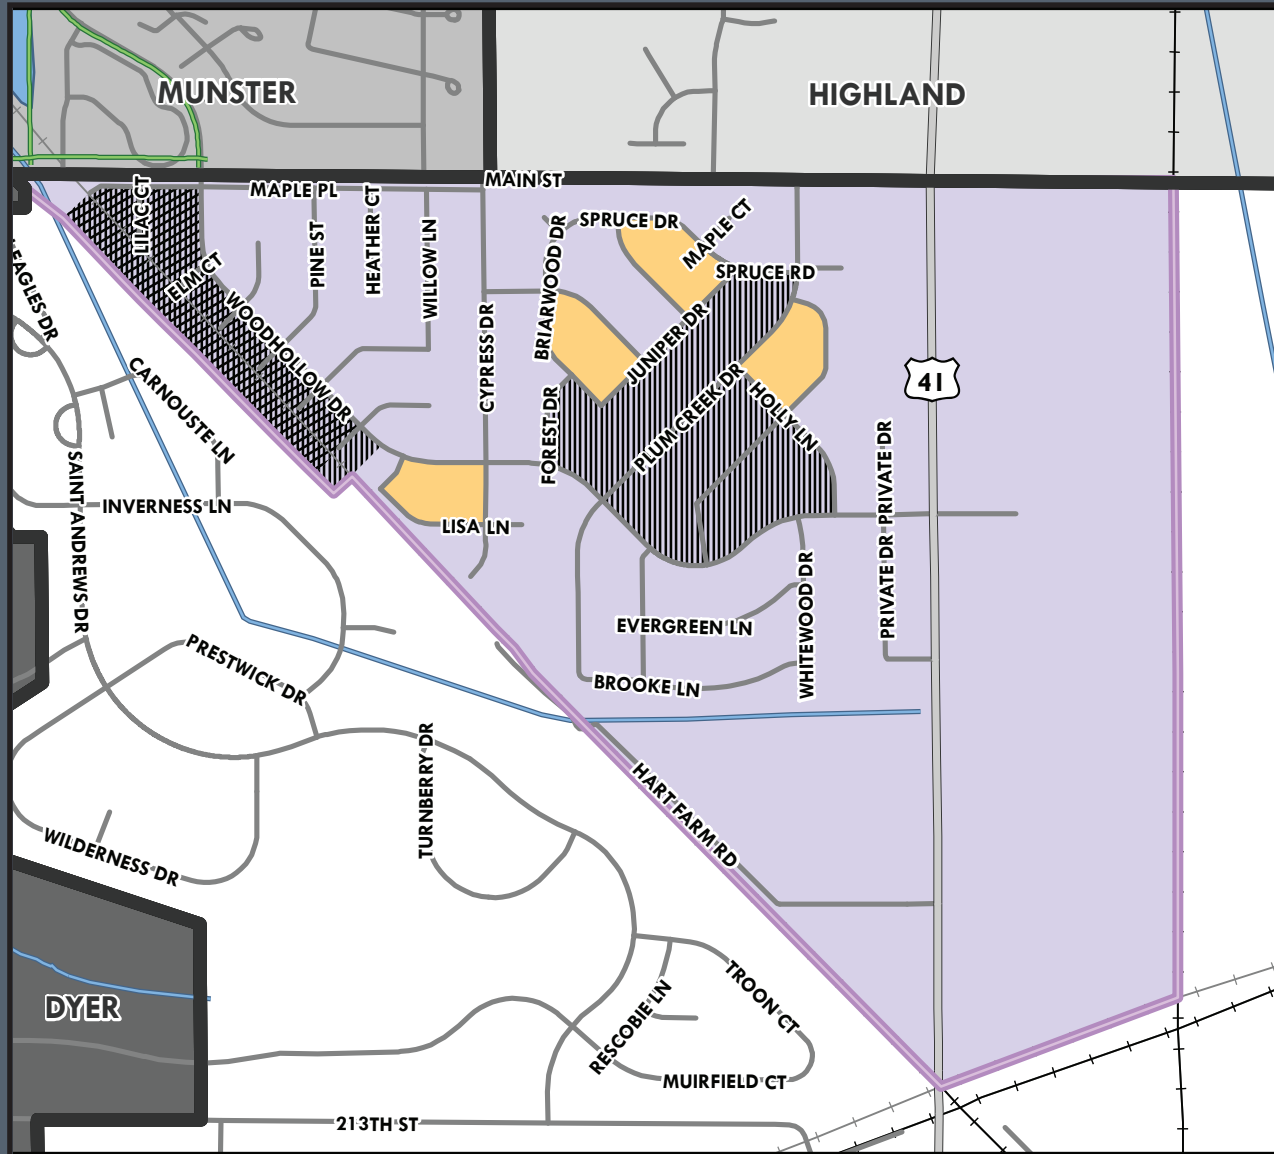 MUNSTER
HIGHLAND
MAIN ST
LILAC CT
MAPLE PL
HEATHER CT
PINE ST
WILLOW LN
BRIARWOOD DR
SPRUCE DR
MAPLE CT
SPRUCE RD
ELM CT
WOODHOLLOW DR
CYPRESS DR
JUNIPER DR
EAGLES DR
CARNOUSTE LN
FOREST DR
PLUM CREEK DR
HOLLY LN
41
PRIVATE DR
PRIVATE DR
SAINT ANDREWS DR
INVERNESS LN
LISA LN
EVERGREEN LN
WHITEWOOD DR
BROOKE LN
PRESTWICK DR
TURNBERRY DR
HART FARM RD
WILDERNESS DR
DYER
RESCOBIE LN
TROON CT
MUIRFIELD CT
213TH ST